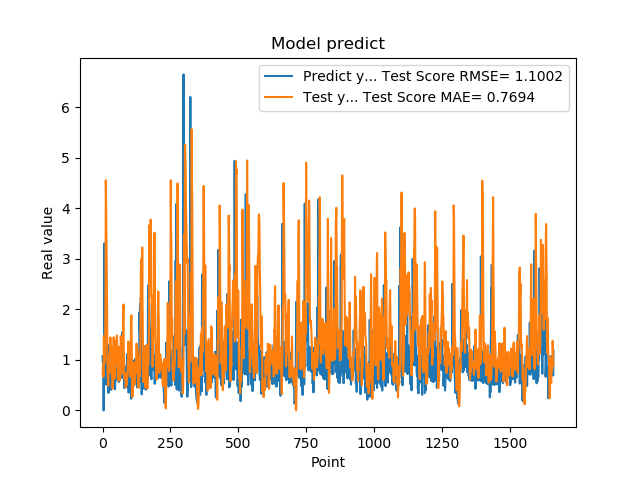 Model predict
Predict y... Test Score RMSE= 1.1002
Test y... Test Score MAE= 0.7694
Real value
6
5
4
3
2
1
0
0 250 500 750 1000 1250 1500
Point